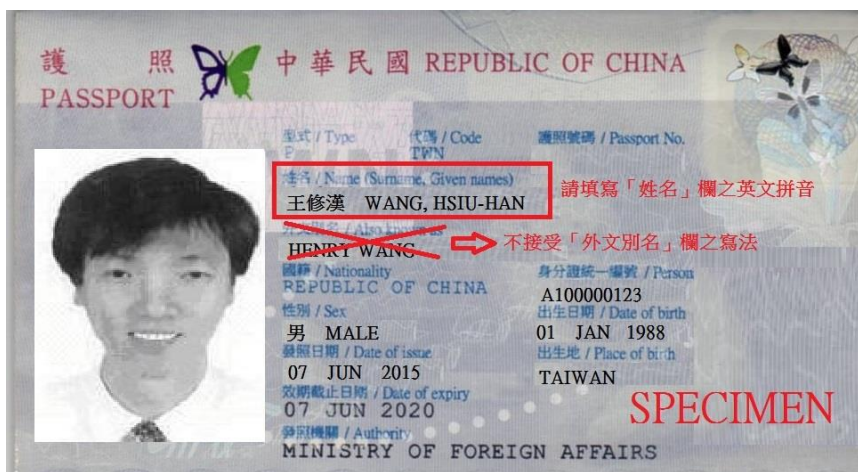 護照 中華民國 REPUBLIC OF CHINA
PASSPORT
型式 / Type 代碼 / Code 護照號碼 / Passport No.
P TWN
姓名 / Name (Surname, Given names)
王修漢 WANG, HSIU-HAN
請填寫「姓名」欄之英文拼音
外文別名 / Also known as
HENRY WANG
不接受「外文別名」欄之寫法
國籍 / Nationality 身分證統一編號 / Person
REPUBLIC OF CHINA A100000123
性別 / Sex 出生日期 / Date of birth
男 MALE 01 JAN 1988
發照日期 / Date of issue 出生地 / Place of birth
07 JUN 2015 TAIWAN
效期截止日期 / Date of expiry
07 JUN 2020
SPECIMEN
發照機關 / Authority
MINISTRY OF FOREIGN AFFAIRS